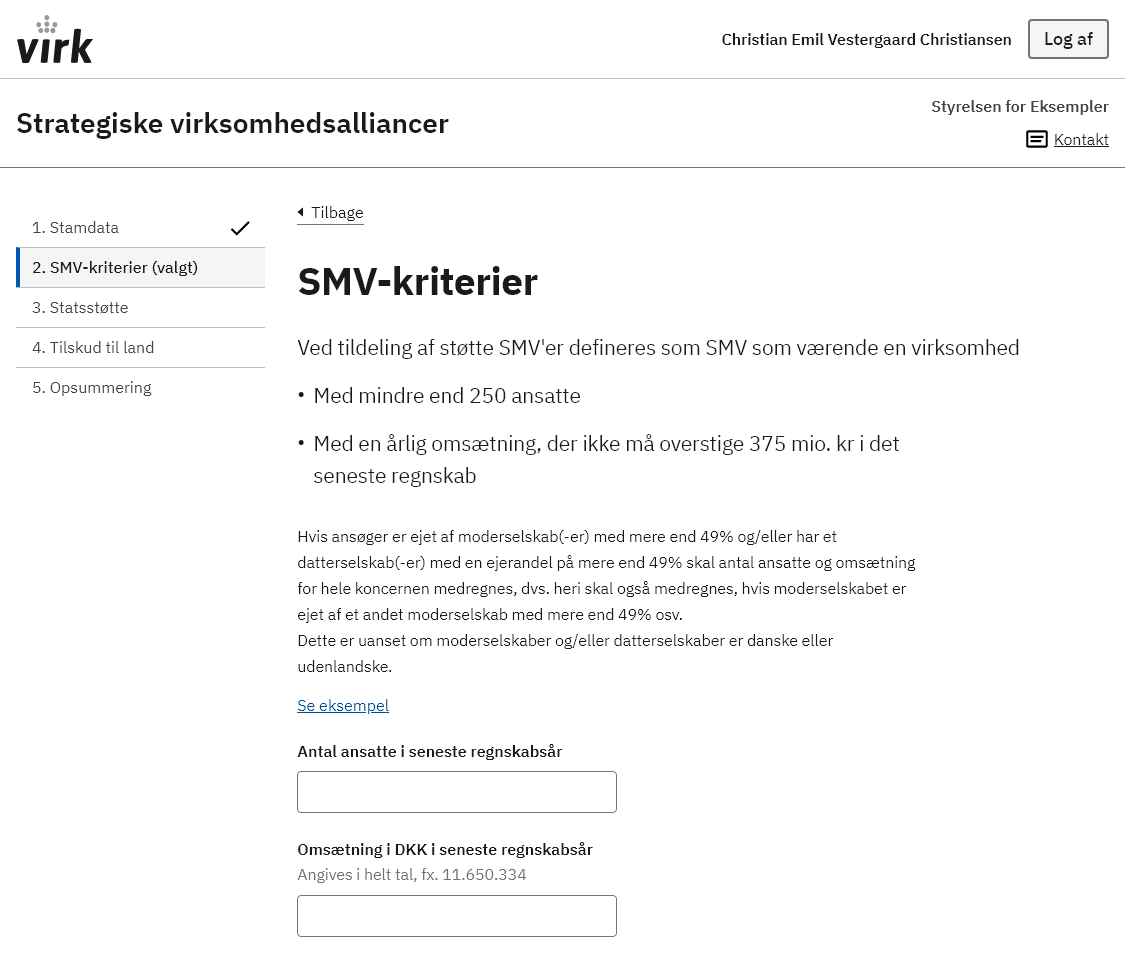 virk
Christian Emil Vestergaard Christiansen
Log af
Strategiske virksomhedsalliancer
Styrelsen for Eksempler
Kontakt
1. Stamdata
2. SMV-kriterier (valgt)
3. Statsstøtte
4. Tilskud til land
5. Opsummering
Tilbage
SMV-kriterier
Ved tildeling af støtte SMV'er defineres som SMV som værende en virksomhed
• Med mindre end 250 ansatte
• Med en årlig omsætning, der ikke må overstige 375 mio. kr i det
seneste regnskab
Hvis ansøger er ejet af moderselskab(-er) med mere end 49% og/eller har et
datterselskab(-er) med en ejerandel på mere end 49% skal antal ansatte og omsætning
for hele koncernen medregnes, dvs. heri skal også medregnes, hvis moderselskabet er
ejet af et andet moderselskab med mere end 49% osv.
Dette er uanset om moderselskaber og/eller datterselskaber er danske eller
udenlandske.
Se eksempel
Antal ansatte i seneste regnskabsår
Omsætning i DKK i seneste regnskabsår
Angives i helt tal, fx. 11.650.334